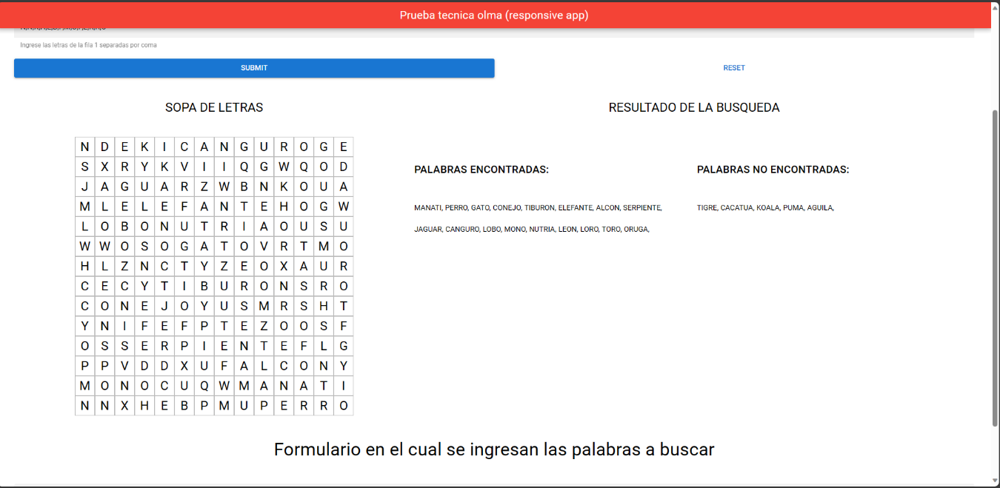 Prueba tecnica olma (responsive app)
Ingrese las letras de la fila 1 separadas por coma
SUBMIT
RESET
SOPA DE LETRAS
RESULTADO DE LA BUSQUEDA
N D E K I C A N G U R O G E
S X R Y K V I I Q G W Q O D
J A G U A R Z W B N K O U A
M L E L E F A N T E H O G W
L O B O N U T R I A O U S U
W W O S O G A T O V R T M O
H L Z N C T Y Z E O X A U R
C E C Y T I B U R O N S R O
C O N E J O Y U S M R S H T
Y N I F E F P T E Z O O S F
O S S E R P I E N T E F L G
P P V D D X U F A L C O N Y
M O N O C U Q W M A N A T I
N N X H E B P M U P E R R O
PALABRAS ENCONTRADAS:
MANATI, PERRO, GATO, CONEJO, TIBURON, ELEFANTE, ALCON, SERPIENTE,
JAGUAR, CANGURO, LOBO, MONO, NUTRIA, LEON, LORO, TORO, ORUGA,
PALABRAS NO ENCONTRADAS:
TIGRE, CACATUA, KOALA, PUMA, AGUILA,
Formulario en el cual se ingresan las palabras a buscar